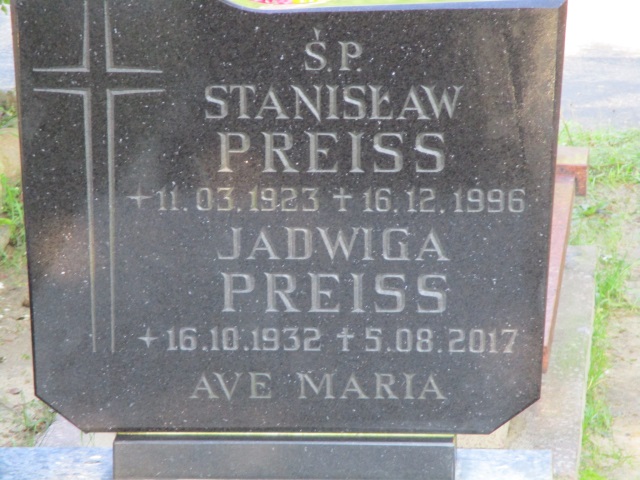 Ś.P.
STANISŁAW
PREISS
+ 11.03.1923 ✝ 16.12.1996
JADWIGA
PREISS
+ 16.10.1932 ✝ 5.08.2017
AVE MARIA